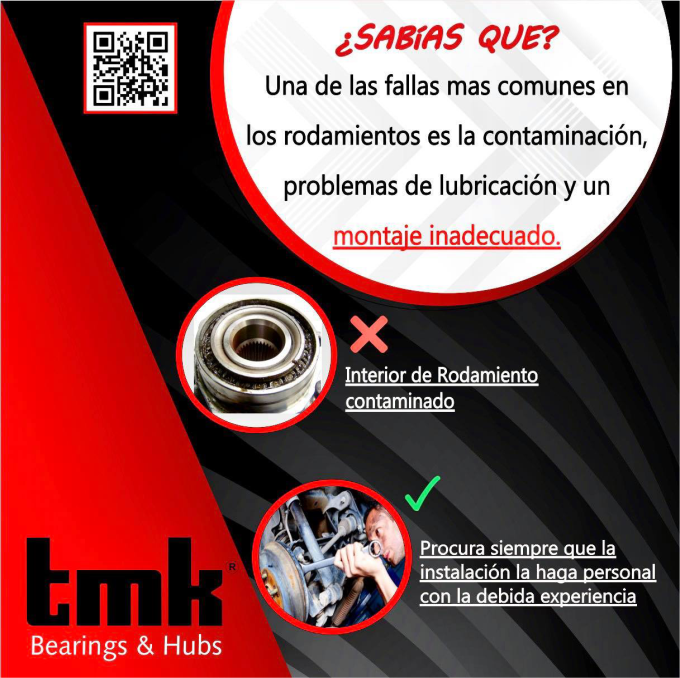 ¿SABÍAS QUE?
Una de las fallas mas comunes en
los rodamientos es la contaminación,
problemas de lubricación y un
montaje inadecuado.
Interior de Rodamiento
contaminado
Procura siempre que la
instalación la haga personal
con la debida experiencia
tmk®
Bearings & Hubs